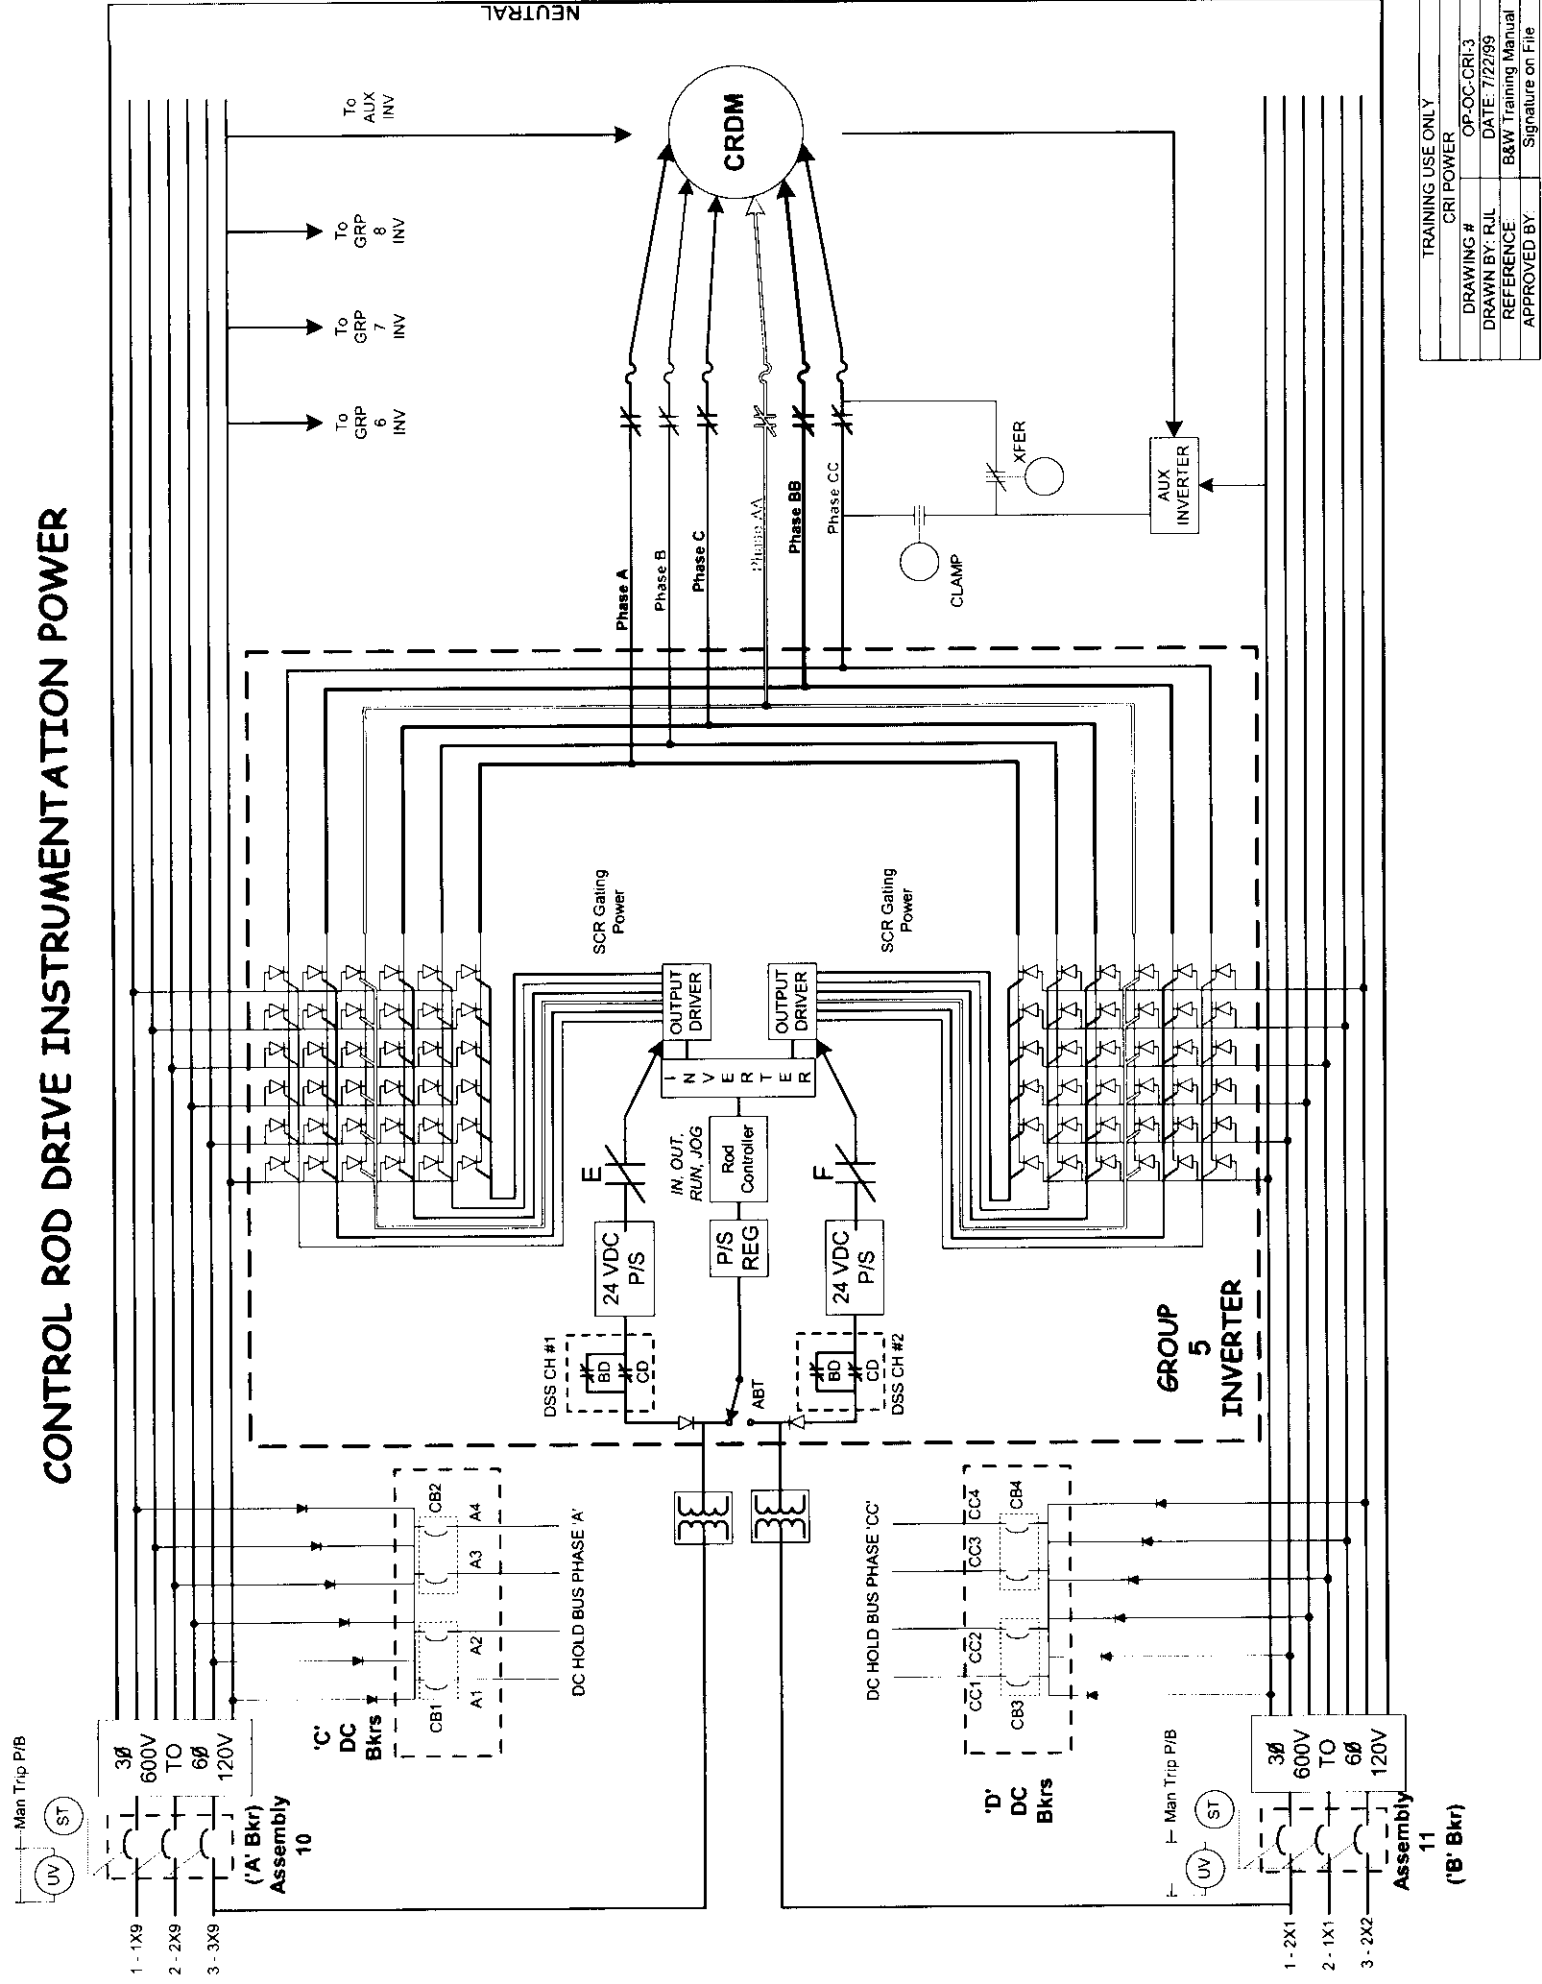 CONTROL ROD DRIVE INSTRUMENTATION POWER
Man Trip P/B
UV
ST
1 - 1X9
2 - 2X9
3 - 3X9
('A' Bkr)
Assembly
10
3Ø
600V
TO
6Ø
120V
'C'
DC
Bkrs
CB1
CB2
A1
A2
A3
A4
DC HOLD BUS PHASE 'A'
DC HOLD BUS PHASE 'CC'
CC1
CC2
CC3
CC4
CB3
CB4
'D'
DC
Bkrs
Man Trip P/B
UV
ST
3Ø
600V
TO
6Ø
120V
1 - 2X1
2 - 1X1
3 - 2X2
Assembly
11
('B' Bkr)
DSS CH #1
BD
CD
ABT
DSS CH #2
BD
CD
24 VDC
P/S
E
P/S
REG
IN, OUT,
RUN, JOG
Rod
Controller
24 VDC
P/S
F
INVERTER
OUTPUT
DRIVER
OUTPUT
DRIVER
SCR Gating
Power
SCR Gating
Power
GROUP
5
INVERTER
Phase A
Phase B
Phase C
Phase AA
Phase BB
Phase CC
CLAMP
XFER
AUX
INVERTER
To
GRP
6
INV
To
GRP
7
INV
To
GRP
8
INV
To
AUX
INV
CRDM
NEUTRAL
TRAINING USE ONLY
CRI POWER
DRAWING # OP-OC-CRI-3
DRAWN BY: RJL DATE: 7/22/99
REFERENCE: B&W Training Manual
APPROVED BY: Signature on File